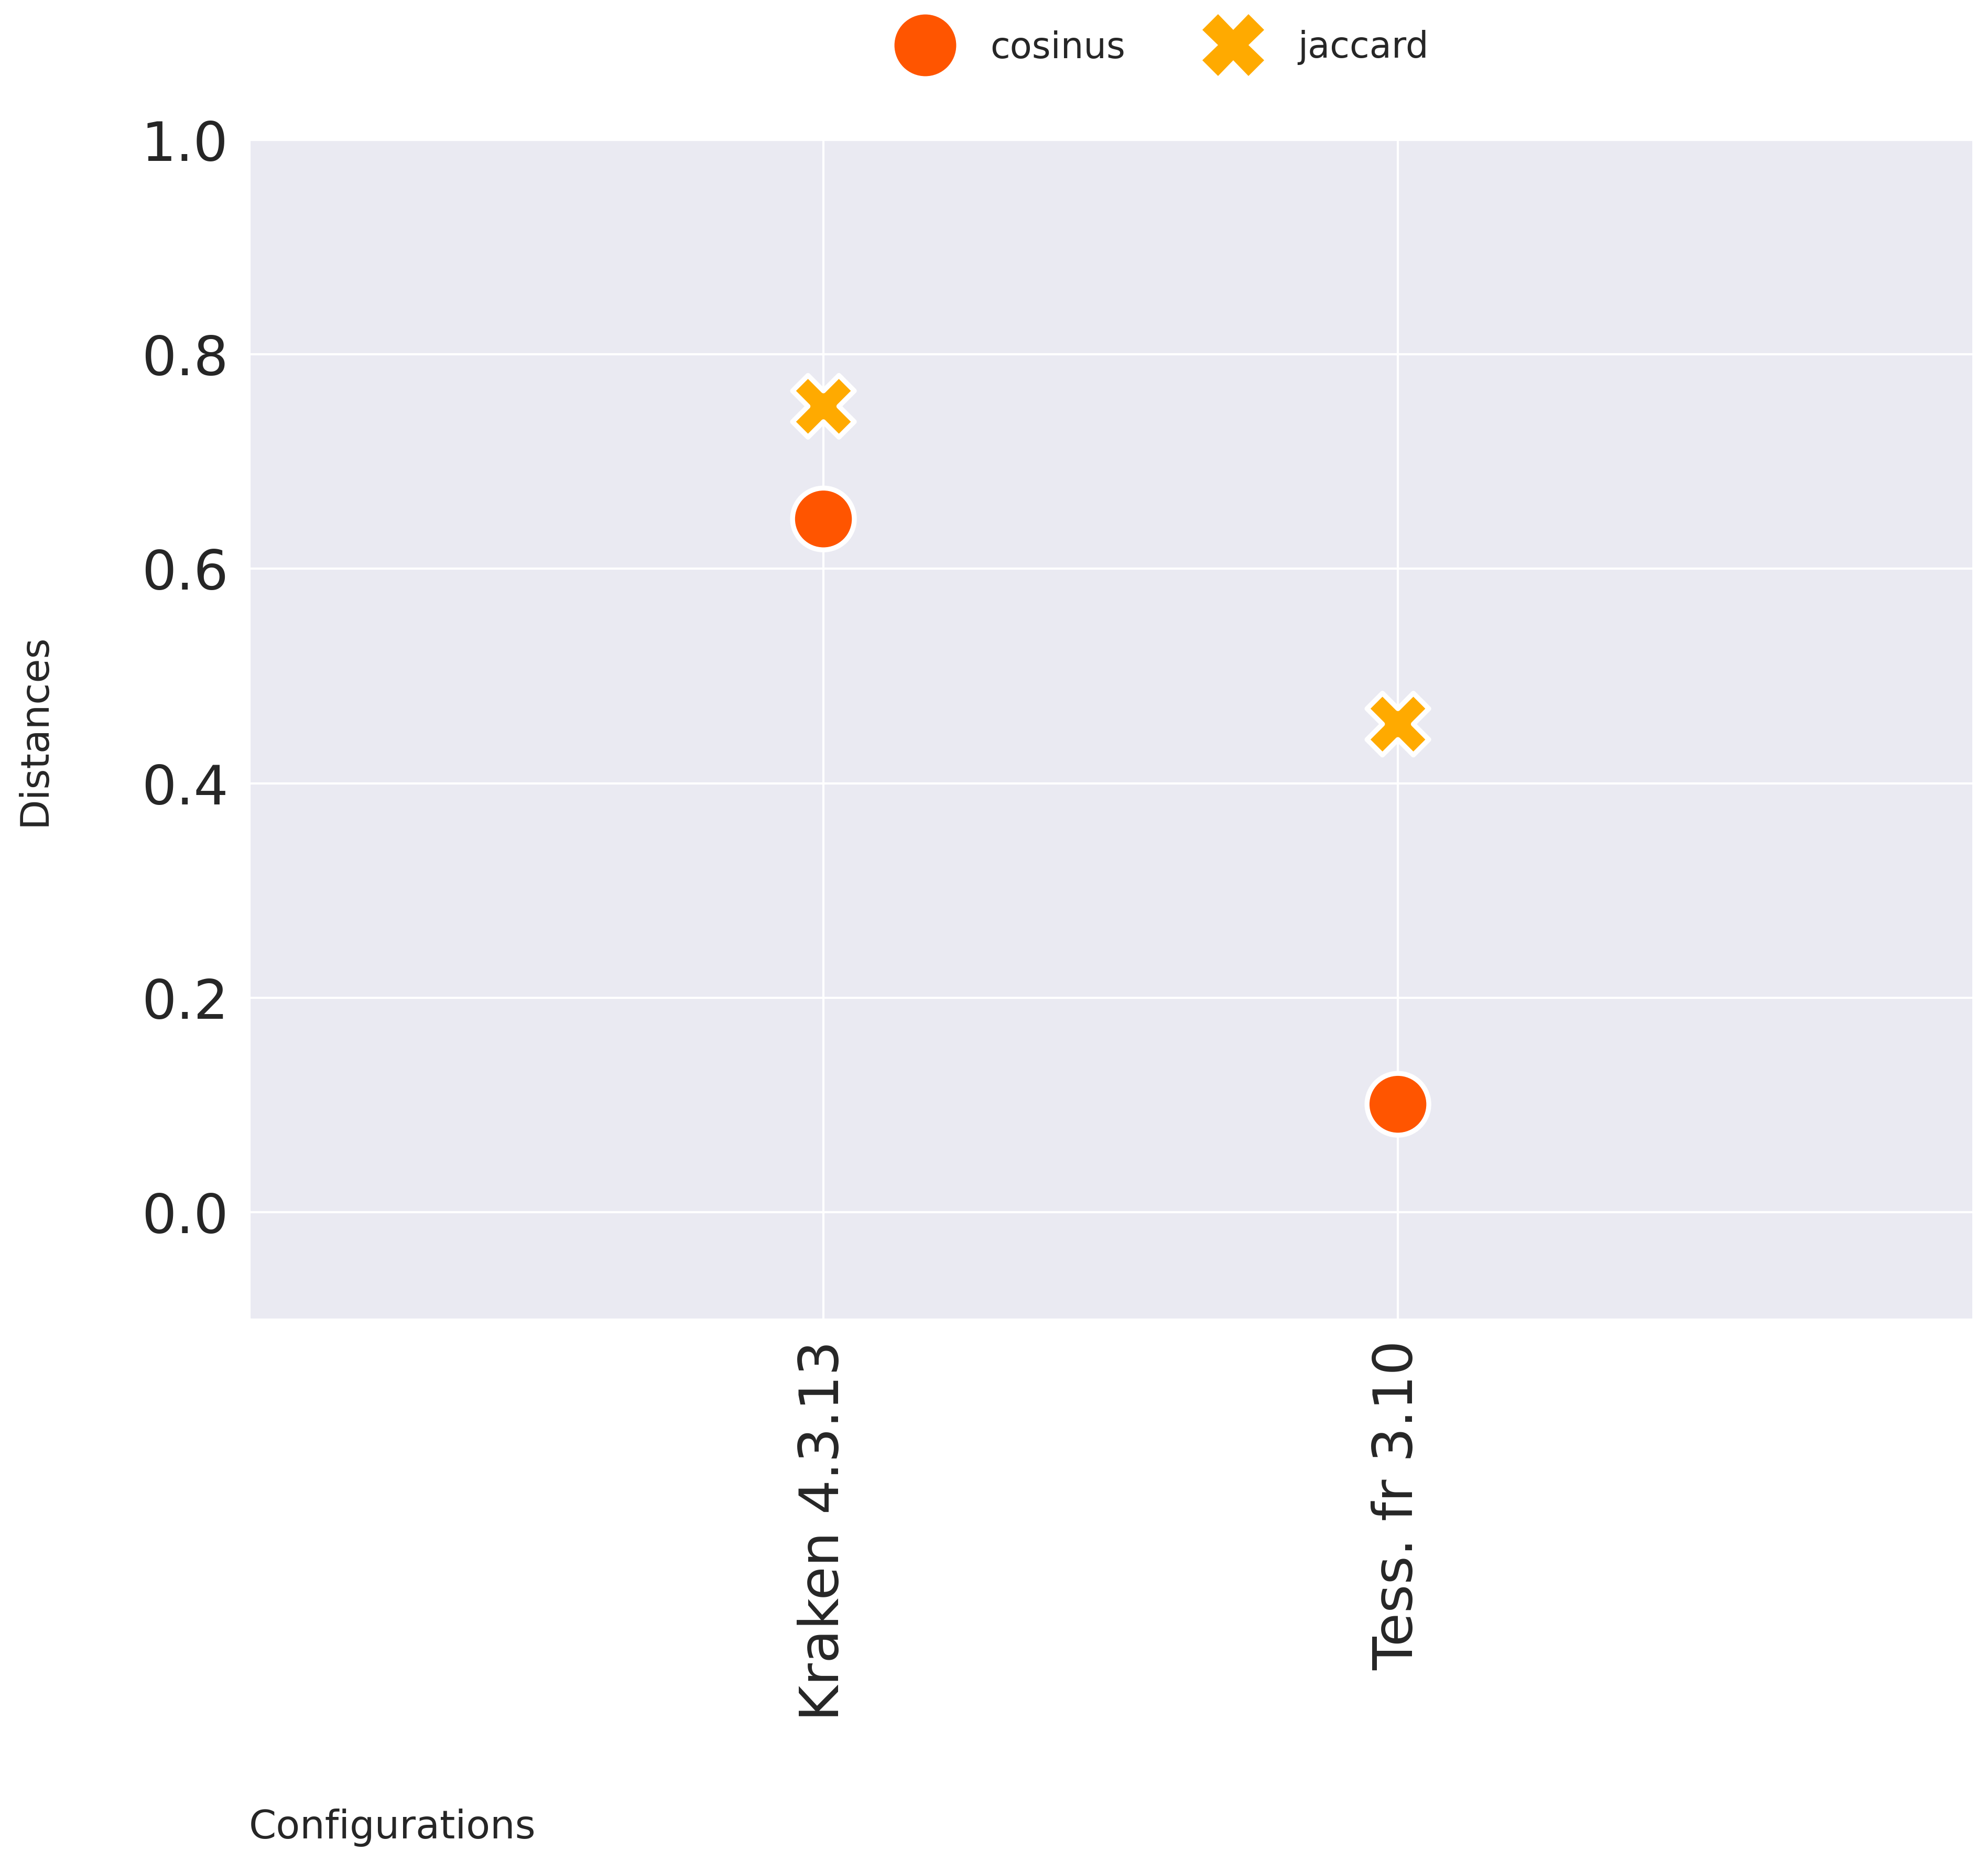 cosinus jaccard
1.0
0.8
0.6
0.4
0.2
0.0
Distances
Kraken 4.3.13
Tess. fr 3.10
Configurations